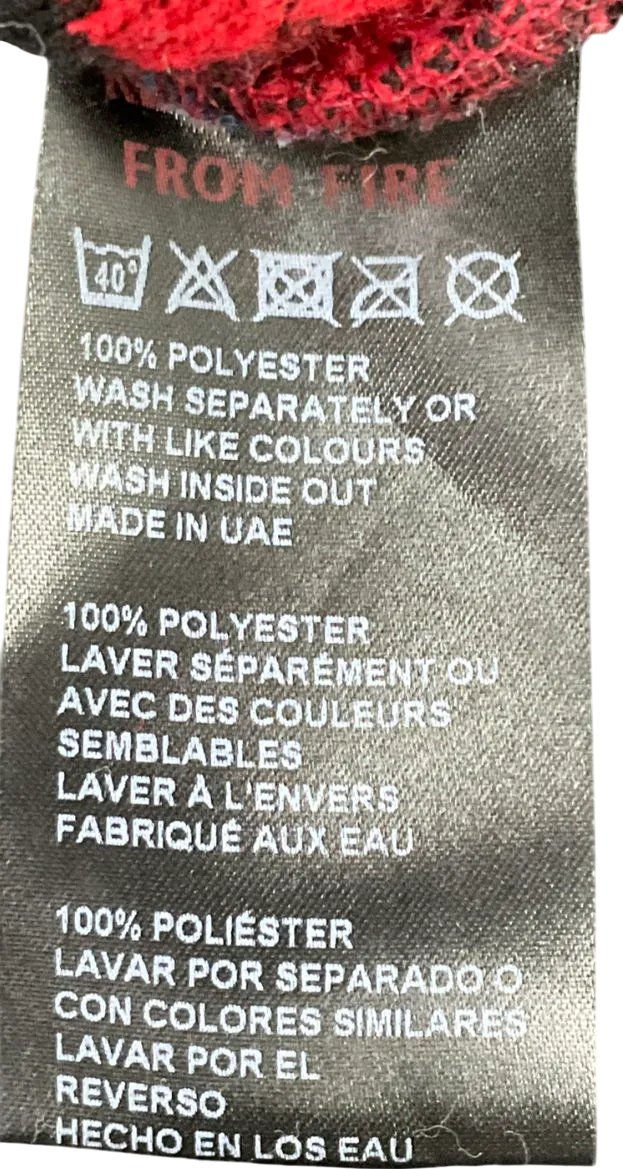 FROM FIRE
40°
100% POLYESTER
WASH SEPARATELY OR
WITH LIKE COLOURS
WASH INSIDE OUT
MADE IN UAE
100% POLYESTER
LAVER SÉPARÉMENT OU
AVEC DES COULEURS
SEMBLABLES
LAVER À L'ENVERS
FABRIQUÉ AUX EAU
100% POLIÉSTER
LAVAR POR SEPARADO O
CON COLORES SIMILARES
LAVAR POR EL
REVERSO
HECHO EN LOS EAU